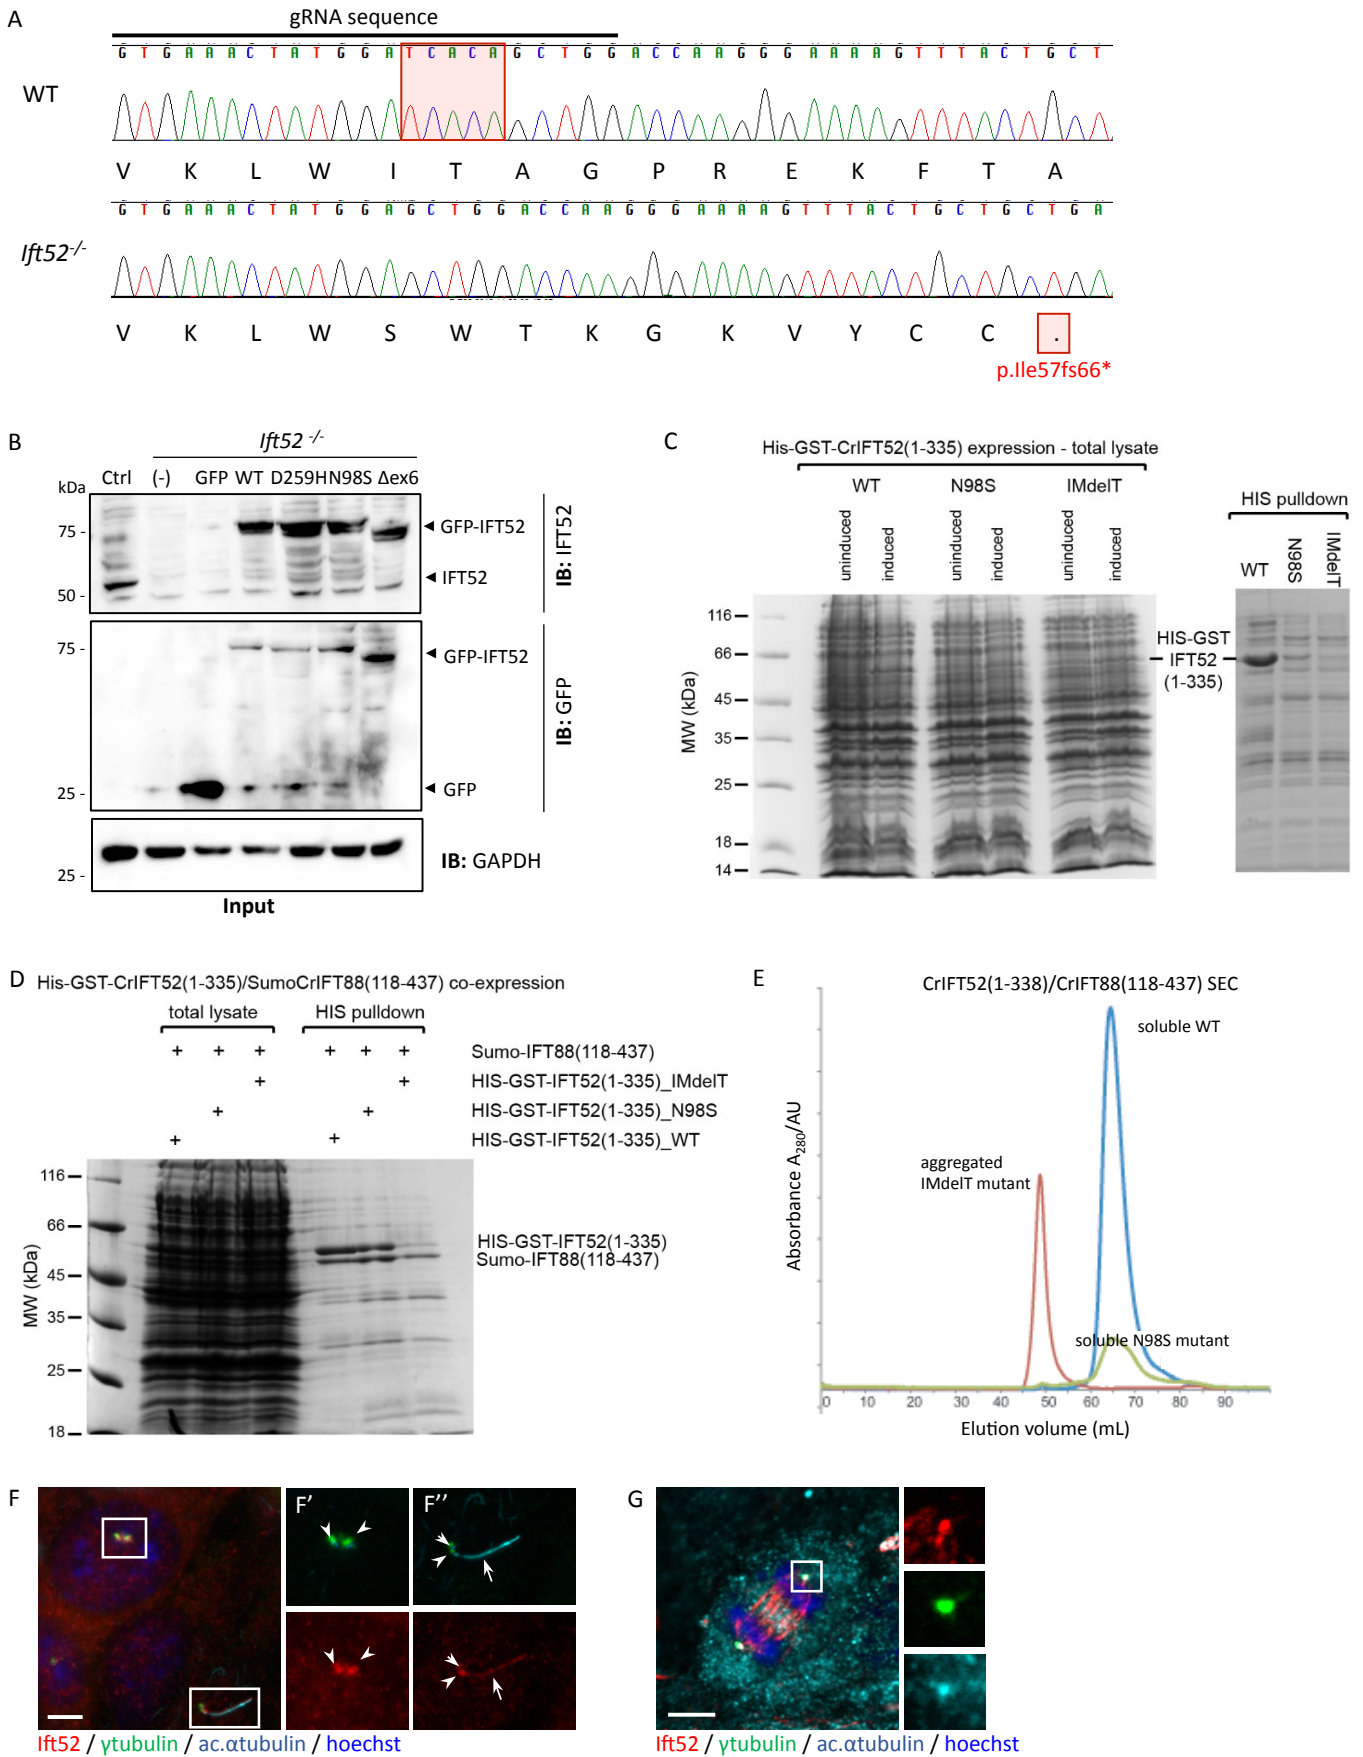 A
gRNA sequence
G T G A A A C T A T G G A T C A C A G C T G G A C C A A G G G A A A A G T T T A C T G C T
WT
V K L W I T A G P R E K F T A
G T G A A A C T A T G G A G C T G G A C C A A G G G A A A A G T T T A C T G C T G C T G A
Ift52-/-
V K L W S W T K G K V Y C C .
p.Ile57fs66*
B
Ift52 -/-
Ctrl (-) GFP WT D259H N98S Δex6
kDa
75 -
GFP-IFT52
IFT52
50 -
IB: IFT52
75 -
GFP-IFT52
25 -
GFP
IB: GFP
IB: GAPDH
25 -
Input
C
His-GST-CrIFT52(1-335) expression - total lysate
WT N98S IMdelT
uninduced induced uninduced induced uninduced induced
HIS pulldown
WT N98S IMdelT
MW (kDa)
116
66
45
35
25
18
14
HIS-GST
IFT52
(1-335)
D
His-GST-CrIFT52(1-335)/SumoCrIFT88(118-437) co-expression
total lysate HIS pulldown
+ + + + + + Sumo-IFT88(118-437)
+ + HIS-GST-IFT52(1-335)_IMdelT
+ + HIS-GST-IFT52(1-335)_N98S
+ + HIS-GST-IFT52(1-335)_WT
MW (kDa)
116
66
45
35
25
18
HIS-GST-IFT52(1-335)
Sumo-IFT88(118-437)
E
CrIFT52(1-338)/CrIFT88(118-437) SEC
soluble WT
aggregated
IMdelT mutant
soluble N98S mutant
Absorbance A280/AU
0 10 20 30 40 50 60 70 80 90
Elution volume (mL)
F
F'
F''
Ift52 / γtubulin / ac.αtubulin / hoechst
G
Ift52 / γtubulin / ac.αtubulin / hoechst